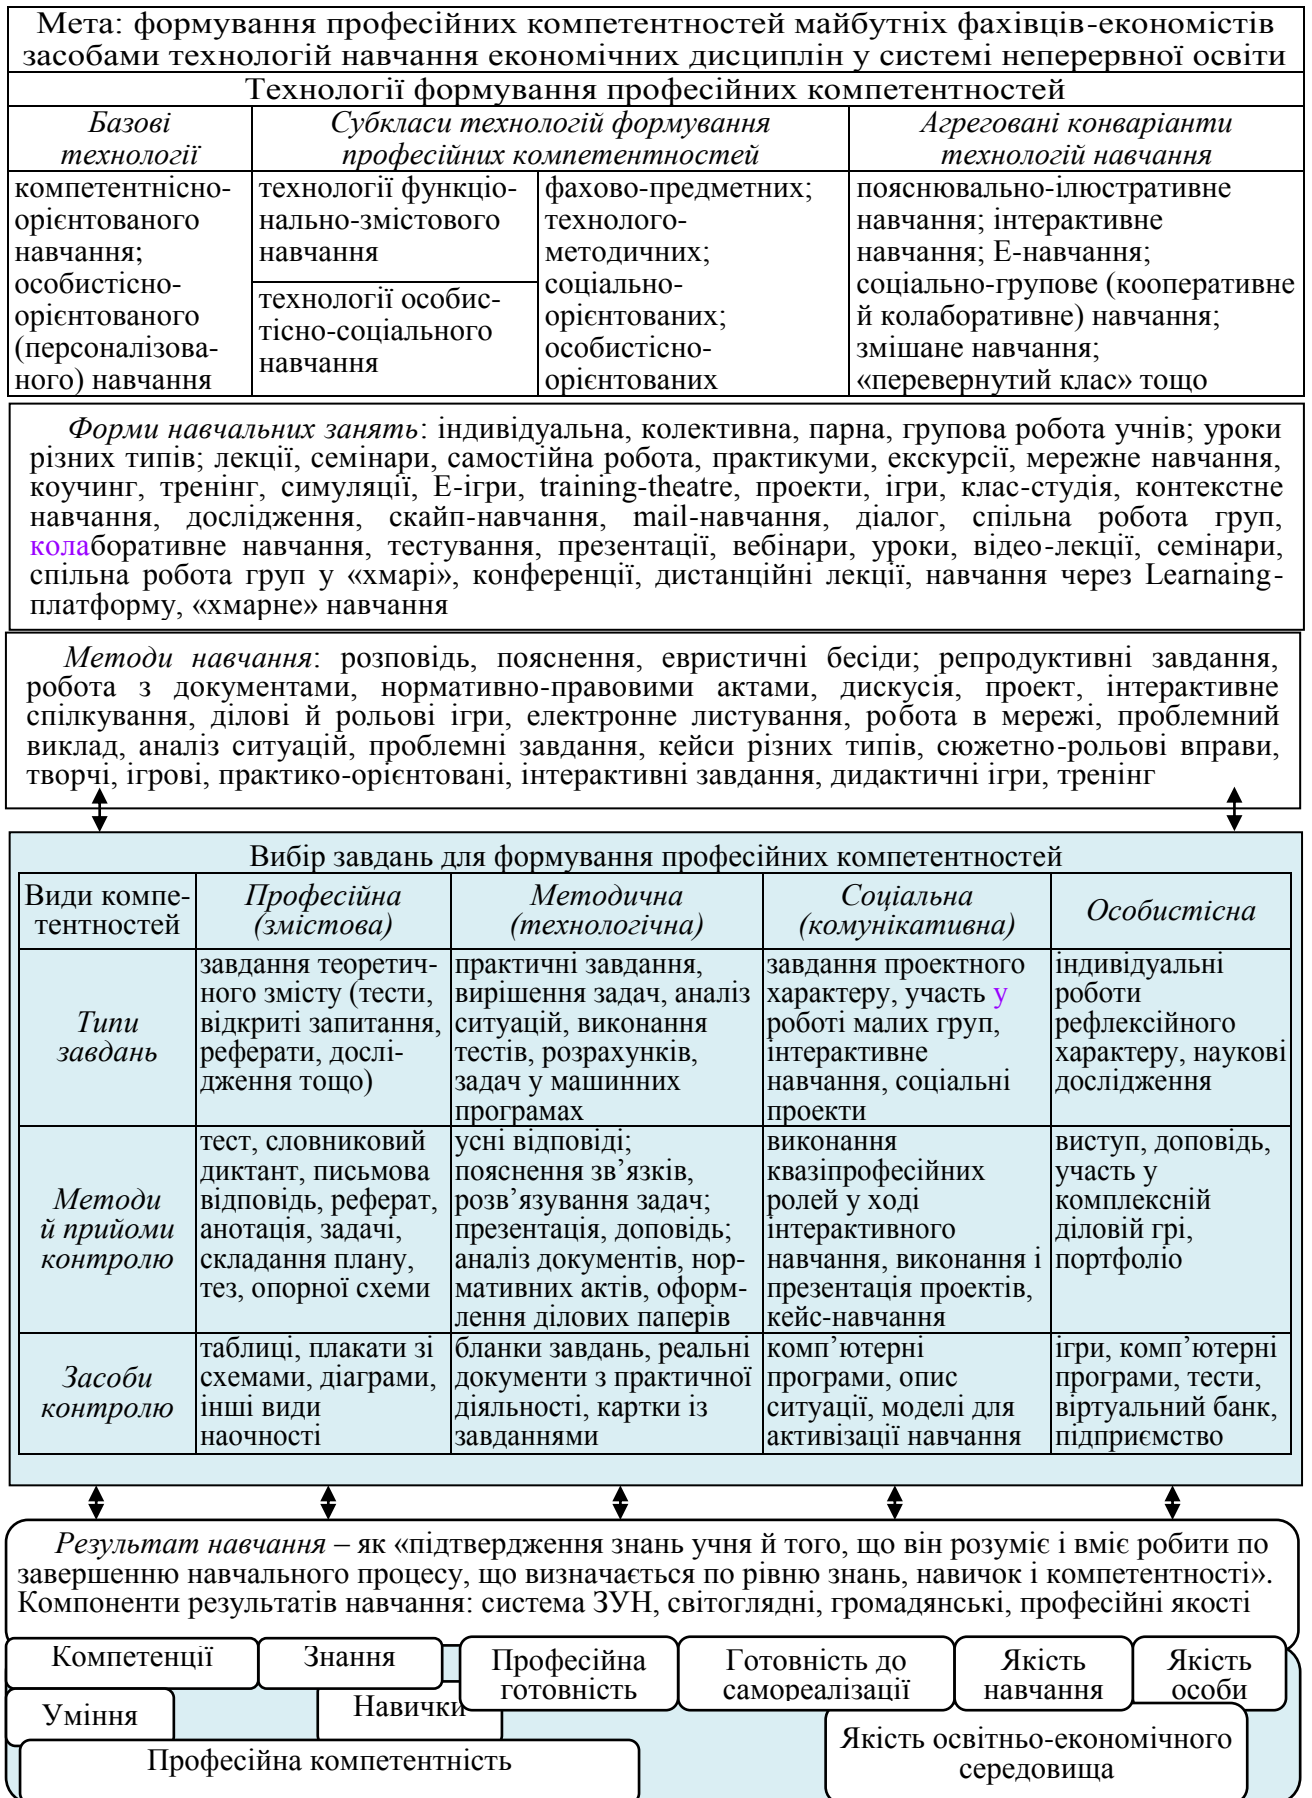 Мета: формування професійних компетентностей майбутніх фахівців-економістів
засобами технологій навчання економічних дисциплін у системі неперервної освіти
Технології формування професійних компетентностей
Базові
технології
Субкласи технологій формування
професійних компетентностей
Агреговані конваріанти
технологій навчання
компетентнісно-
орієнтованого
навчання;
особистісно-
орієнтованого
(персоналізова-
ного) навчання
технології функціо-
нально-змістового
навчання
технології особис-
тісно-соціального
навчання
фахово-предметних;
технолого-
методичних;
соціально-
орієнтованих;
особистісно-
орієнтованих
пояснювально-ілюстративне
навчання; інтерактивне
навчання; Е-навчання;
соціально-групове (кооперативне
й колаборативне) навчання;
змішане навчання;
«перевернутий клас» тощо
Форми навчальних занять: індивідуальна, колективна, парна, групова робота учнів; уроки
різних типів; лекції, семінари, самостійна робота, практикуми, екскурсії, мережне навчання,
коучинг, тренінг, симуляції, Е-ігри, training-theatre, проекти, ігри, клас-студія, контекстне
навчання, дослідження, скайп-навчання, mail-навчання, діалог, спільна робота груп,
колаборативне навчання, тестування, презентації, вебінари, уроки, відео-лекції, семінари,
спільна робота груп у «хмарі», конференції, дистанційні лекції, навчання через Learnaing-
платформу, «хмарне» навчання
Методи навчання: розповідь, пояснення, евристичні бесіди; репродуктивні завдання,
робота з документами, нормативно-правовими актами, дискусія, проект, інтерактивне
спілкування, ділові й рольові ігри, електронне листування, робота в мережі, проблемний
виклад, аналіз ситуацій, проблемні завдання, кейси різних типів, сюжетно-рольові вправи,
творчі, ігрові, практико-орієнтовані, інтерактивні завдання, дидактичні ігри, тренінг
Вибір завдань для формування професійних компетентностей
Види компе-
тентностей
Професійна
(змістова)
Методична
(технологічна)
Соціальна
(комунікативна)
Особистісна
Типи
завдань
завдання теоретич-
ного змісту (тести,
відкриті запитання,
реферати, дослі-
дження тощо)
практичні завдання,
вирішення задач, аналіз
ситуацій, виконання
тестів, розрахунків,
задач у машинних
програмах
завдання проектного
характеру, участь у
роботі малих груп,
інтерактивне
навчання, соціальні
проекти
індивідуальні
роботи
рефлексійного
характеру, наукові
дослідження
Методи
й прийоми
контролю
тест, словниковий
диктант, письмова
відповідь, реферат,
анотація, задачі,
складання плану,
тез, опорної схеми
усні відповіді;
пояснення зв’язків,
розв’язування задач;
презентація, доповідь;
аналіз документів, нор-
мативних актів, оформ-
лення ділових паперів
виконання
квазіпрофесійних
ролей у ході
інтерактивного
навчання, виконання і
презентація проектів,
кейс-навчання
виступ, доповідь,
участь у
комплексній
діловій грі,
портфоліо
Засоби
контролю
таблиці, плакати зі
схемами, діаграми,
інші види
наочності
бланки завдань, реальні
документи з практичної
діяльності, картки із
завданнями
комп’ютерні
програми, опис
ситуації, моделі для
активізації навчання
ігри, комп’ютерні
програми, тести,
віртуальний банк,
підприємство
Результат навчання – як «підтвердження знань учня й того, що він розуміє і вміє робити по
завершенню навчального процесу, що визначається по рівню знань, навичок і компетентності».
Компоненти результатів навчання: система ЗУН, світоглядні, громадянські, професійні якості
Компетенції
Знання
Професійна
готовність
Готовність до
самореалізації
Якість
навчання
Якість
особи
Уміння
Навички
Професійна компетентність
Якість освітньо-економічного
середовища